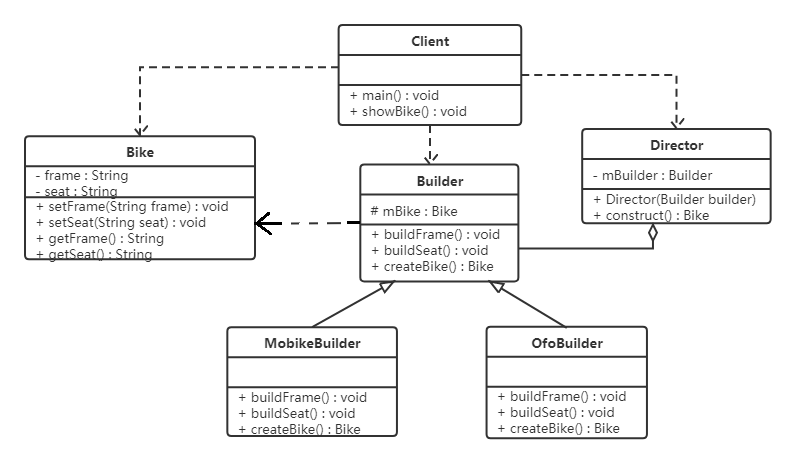 Client
+ main() : void
+ showBike() : void
Bike
- frame : String
- seat : String
+ setFrame(String frame) : void
+ setSeat(String seat) : void
+ getFrame() : String
+ getSeat() : String
Builder
# mBike : Bike
+ buildFrame() : void
+ buildSeat() : void
+ createBike() : Bike
Director
- mBuilder : Builder
+ Director(Builder builder)
+ construct() : Bike
MobikeBuilder
+ buildFrame() : void
+ buildSeat() : void
+ createBike() : Bike
OfoBuilder
+ buildFrame() : void
+ buildSeat() : void
+ createBike() : Bike